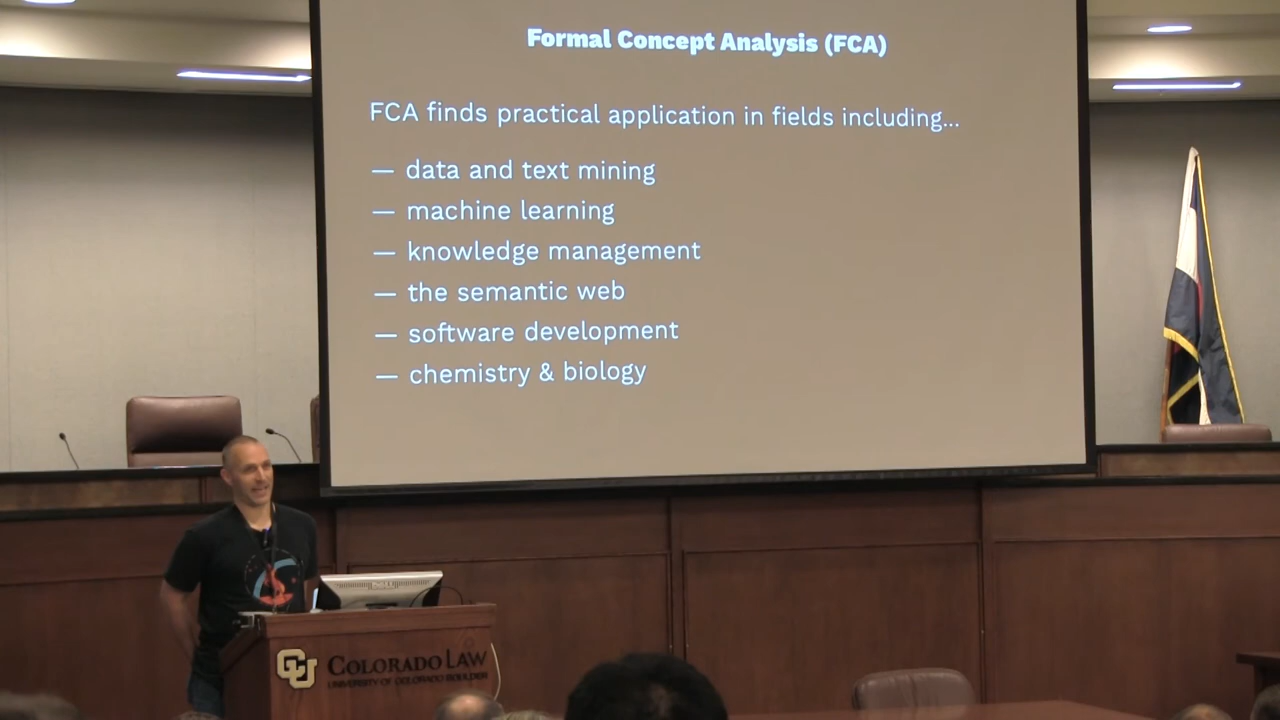 Formal Concept Analysis (FCA)
FCA finds practical application in fields including...
— data and text mining
— machine learning
— knowledge management
— the semantic web
— software development
— chemistry & biology
DELL
CU COLORADO LAW
UNIVERSITY OF COLORADO BOULDER